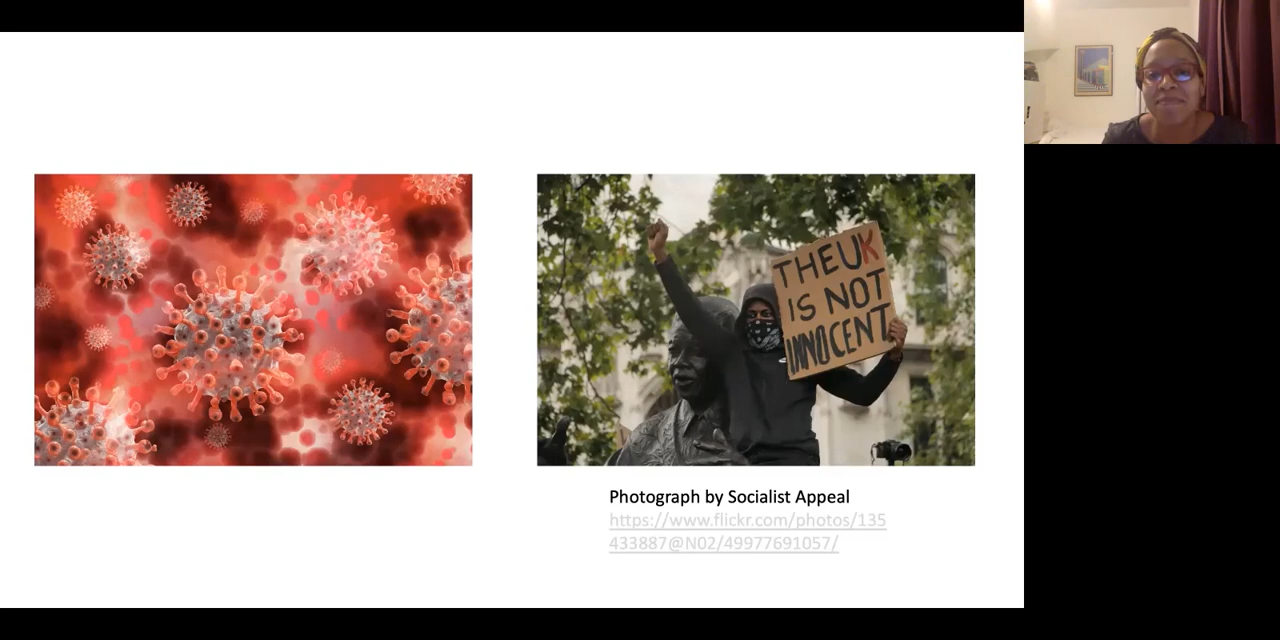 THE UK
IS NOT
INNOCENT
Photograph by Socialist Appeal
https://www.flickr.com/photos/135
433887@N02/49977691057/